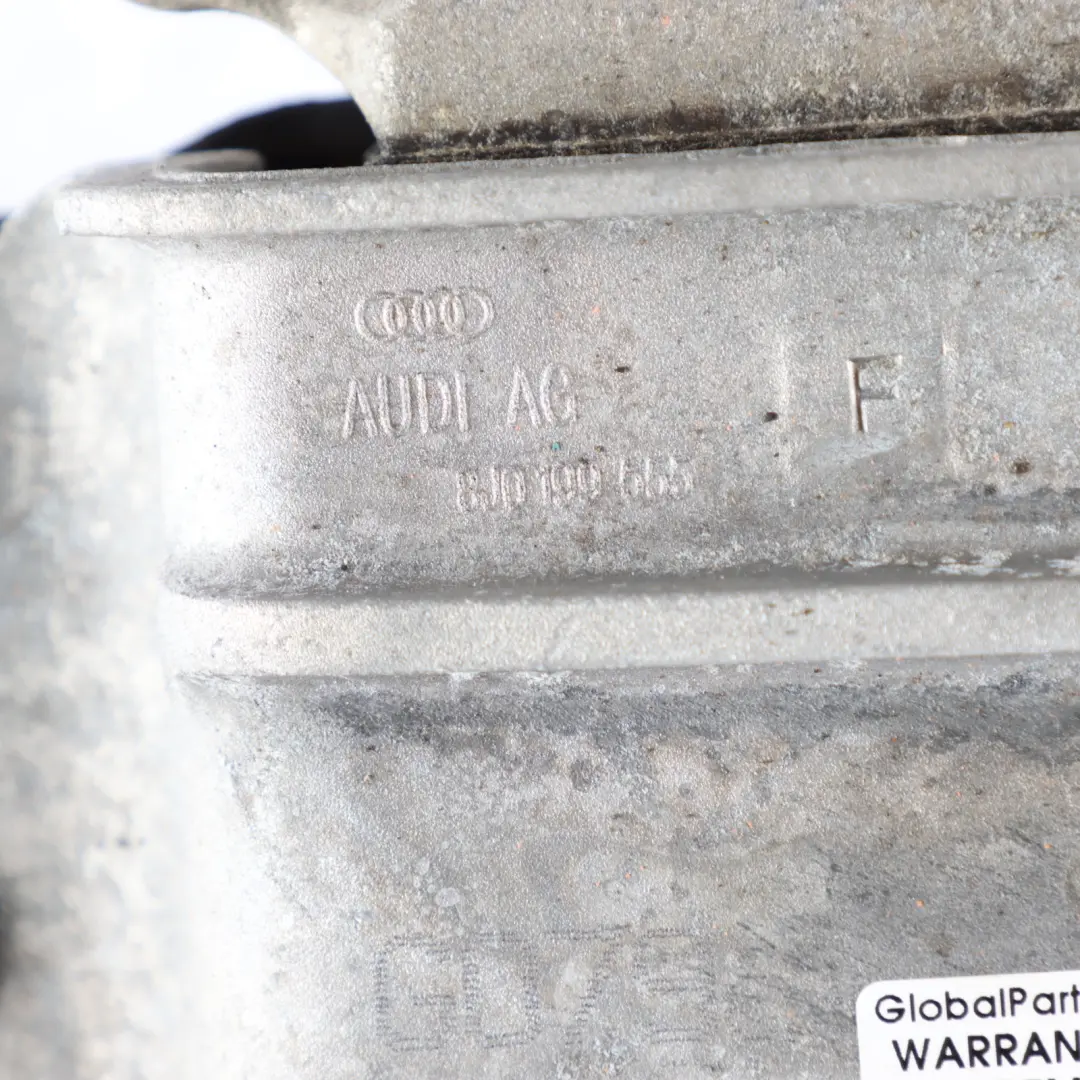 AUDI AG
F
8J0 199 555
GlobalPart
WARRAN